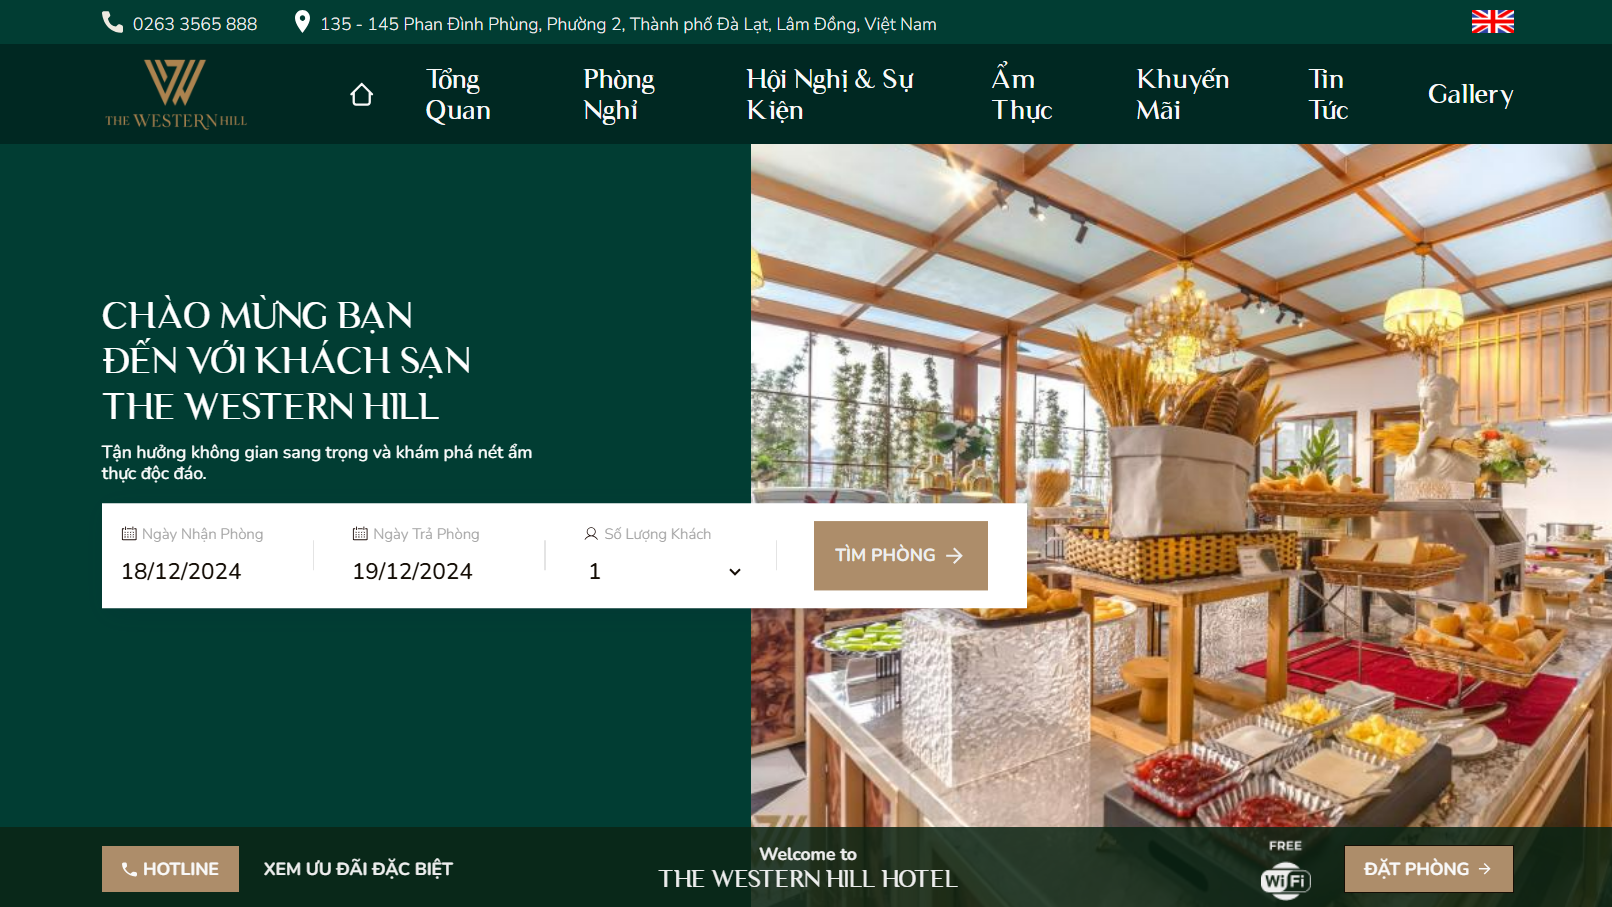 0263 3565 888
135 - 145 Phan Đình Phùng, Phường 2, Thành phố Đà Lạt, Lâm Đồng, Việt Nam
THE WESTERN HILL
Tổng
Quan
Phòng
Nghỉ
Hội Nghị & Sự
Kiện
Ẩm
Thực
Khuyến
Mãi
Tin
Tức
Gallery
CHÀO MỪNG BẠN
ĐẾN VỚI KHÁCH SẠN
THE WESTERN HILL
Tận hưởng không gian sang trọng và khám phá nét ẩm
thực độc đáo.
Ngày Nhận Phòng
18/12/2024
Ngày Trả Phòng
19/12/2024
Số Lượng Khách
1
TÌM PHÒNG
HOTLINE
XEM ƯU ĐÃI ĐẶC BIỆT
Welcome to
THE WESTERN HILL HOTEL
FREE
WiFi
ĐẶT PHÒNG